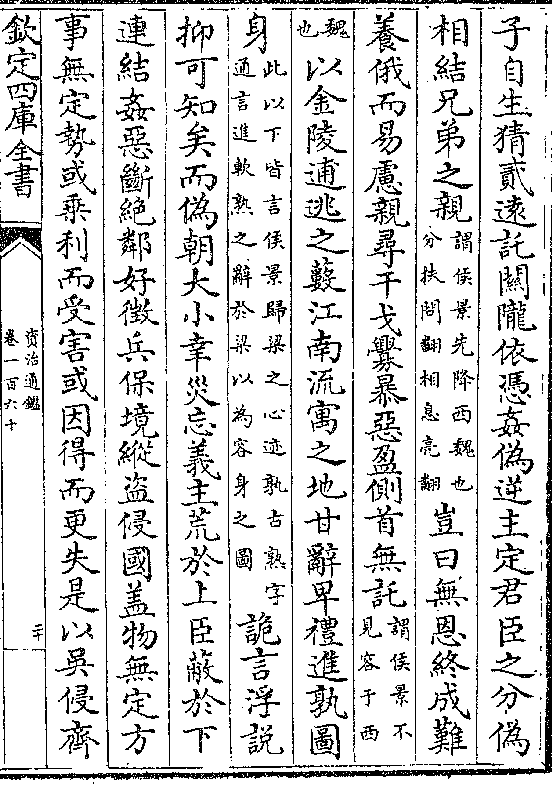 子自生猜貳遠託關隴依憑姦偽逆主定君臣之分偽
相結兄弟之親謂侯景先降西魏也分扶問翻相息亮翻豈曰無恩終成難
養俄而易慮親尋干戈釁暴惡盈側首無託謂侯景不見容于西
魏也以金陵逋逃之藪江南流寓之地甘辭卑禮進孰圖
身此以下皆言侯景歸梁之心迹孰古熟字通言進軟熟之辭於梁以為容身之圖詭言浮説
抑可知矣而偽朝大小幸災忘義主荒於上臣蔽於下
連結姦惡斷絶鄰好徵兵保境縱盜侵國蓋物無定方
事無定勢或乗利而受害或因得而更失是以吳侵齊
欽定四庫全書
資治通鑑
卷一百六十
二十